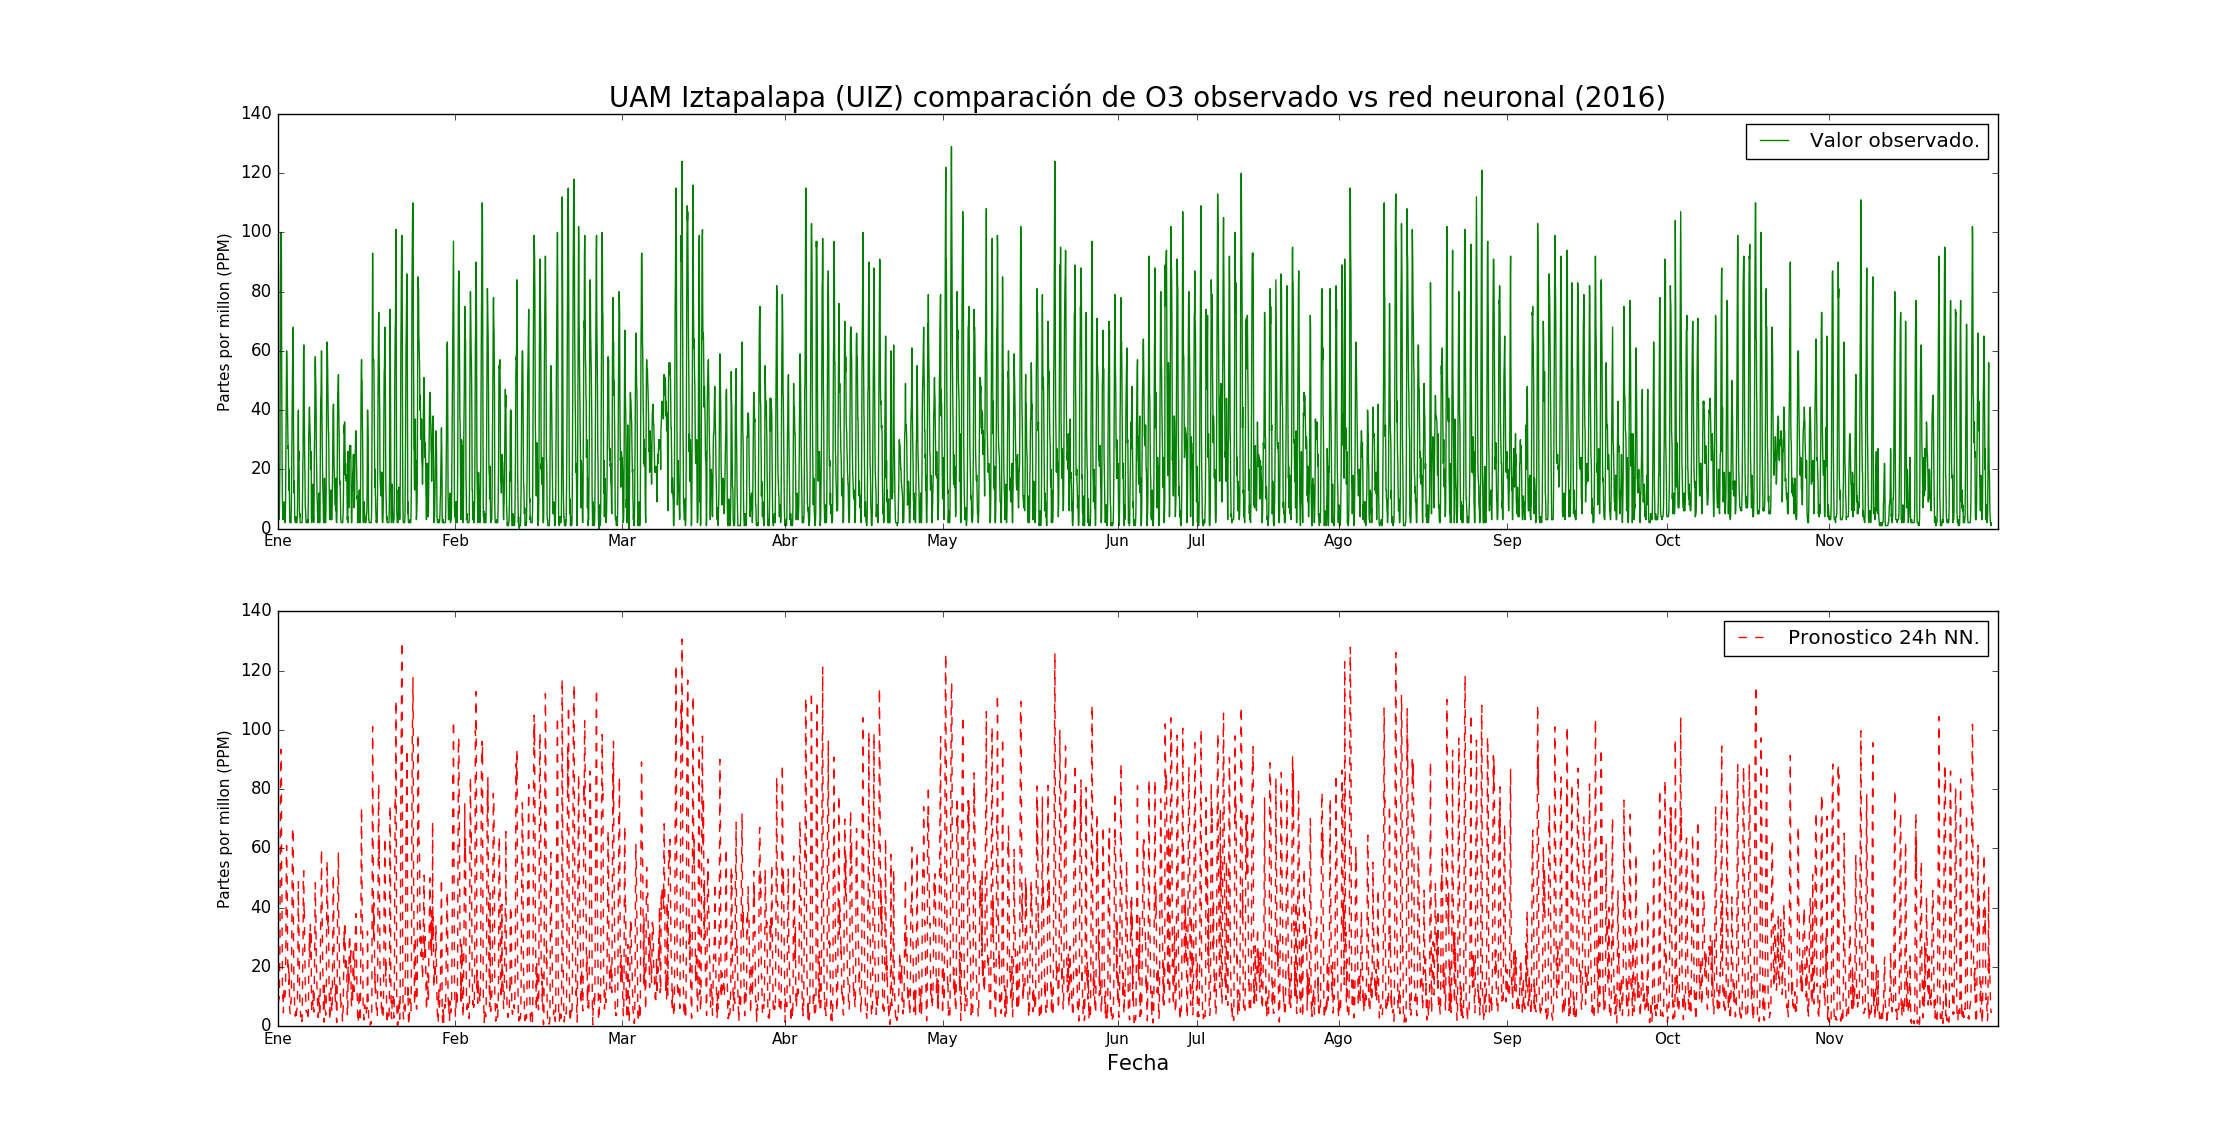 UAM Iztapalapa (UIZ) comparación de O3 observado vs red neuronal (2016)
140
120
100
80
60
40
20
0
Partes por millon (PPM)
Valor observado.
Ene Feb Mar Abr May Jun Jul Ago Sep Oct Nov
140
120
100
80
60
40
20
0
Partes por millon (PPM)
Pronostico 24h NN.
Ene Feb Mar Abr May Jun Jul Ago Sep Oct Nov
Fecha